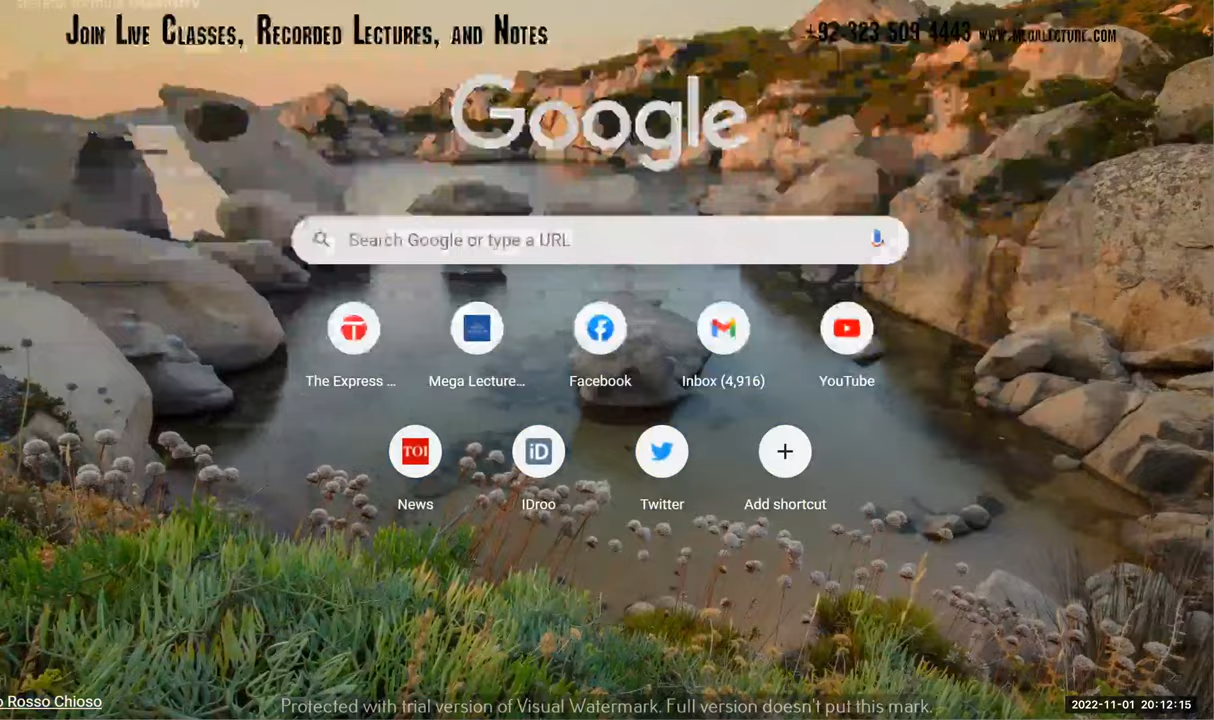 Join Live Classes, Recorded Lectures, and Notes
+92 323 509 4443 www.megalecture.com
Google
Search Google or type a URL
The Express ...
Mega Lecture...
Facebook
Inbox (4,916)
YouTube
TOI
iD
News
IDroo
Twitter
Add shortcut
o Rosso Chioso
Protected with trial version of Visual Watermark. Full version doesn't put this mark.
2022-11-01 20:12:15